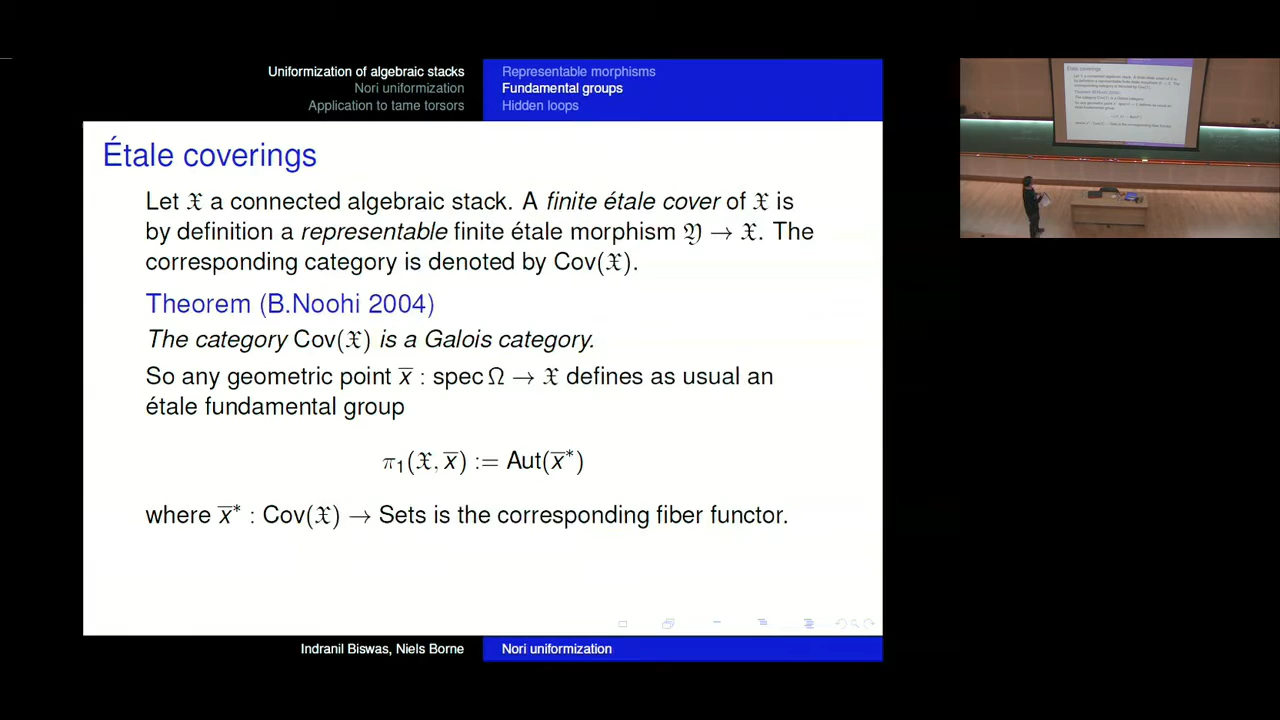 Uniformization of algebraic stacks
Nori uniformization
Application to tame torsors
Representable morphisms
Fundamental groups
Hidden loops
Étale coverings
Let 𝔛 a connected algebraic stack. A finite étale cover of 𝔛 is
by definition a representable finite étale morphism 𝔜 → 𝔛. The
corresponding category is denoted by Cov(𝔛).
Theorem (B.Noohi 2004)
The category Cov(𝔛) is a Galois category.
So any geometric point x̅ : spec Ω → 𝔛 defines as usual an
étale fundamental group
π₁(𝔛, x̅) := Aut(x̅*)
where x̅* : Cov(𝔛) → Sets is the corresponding fiber functor.
Indranil Biswas, Niels Borne
Nori uniformization